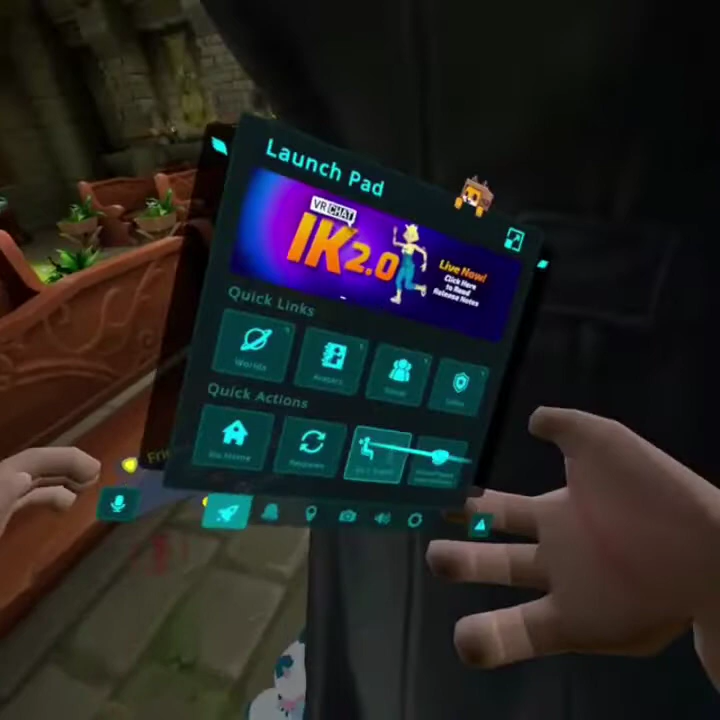 Launch Pad
VRCHAT
IK2.0
Live Now!
Click Here
to Read
Release Notes
Quick Links
Worlds
Avatars
Social
Quick Actions
Go Home
Respawn
Frie